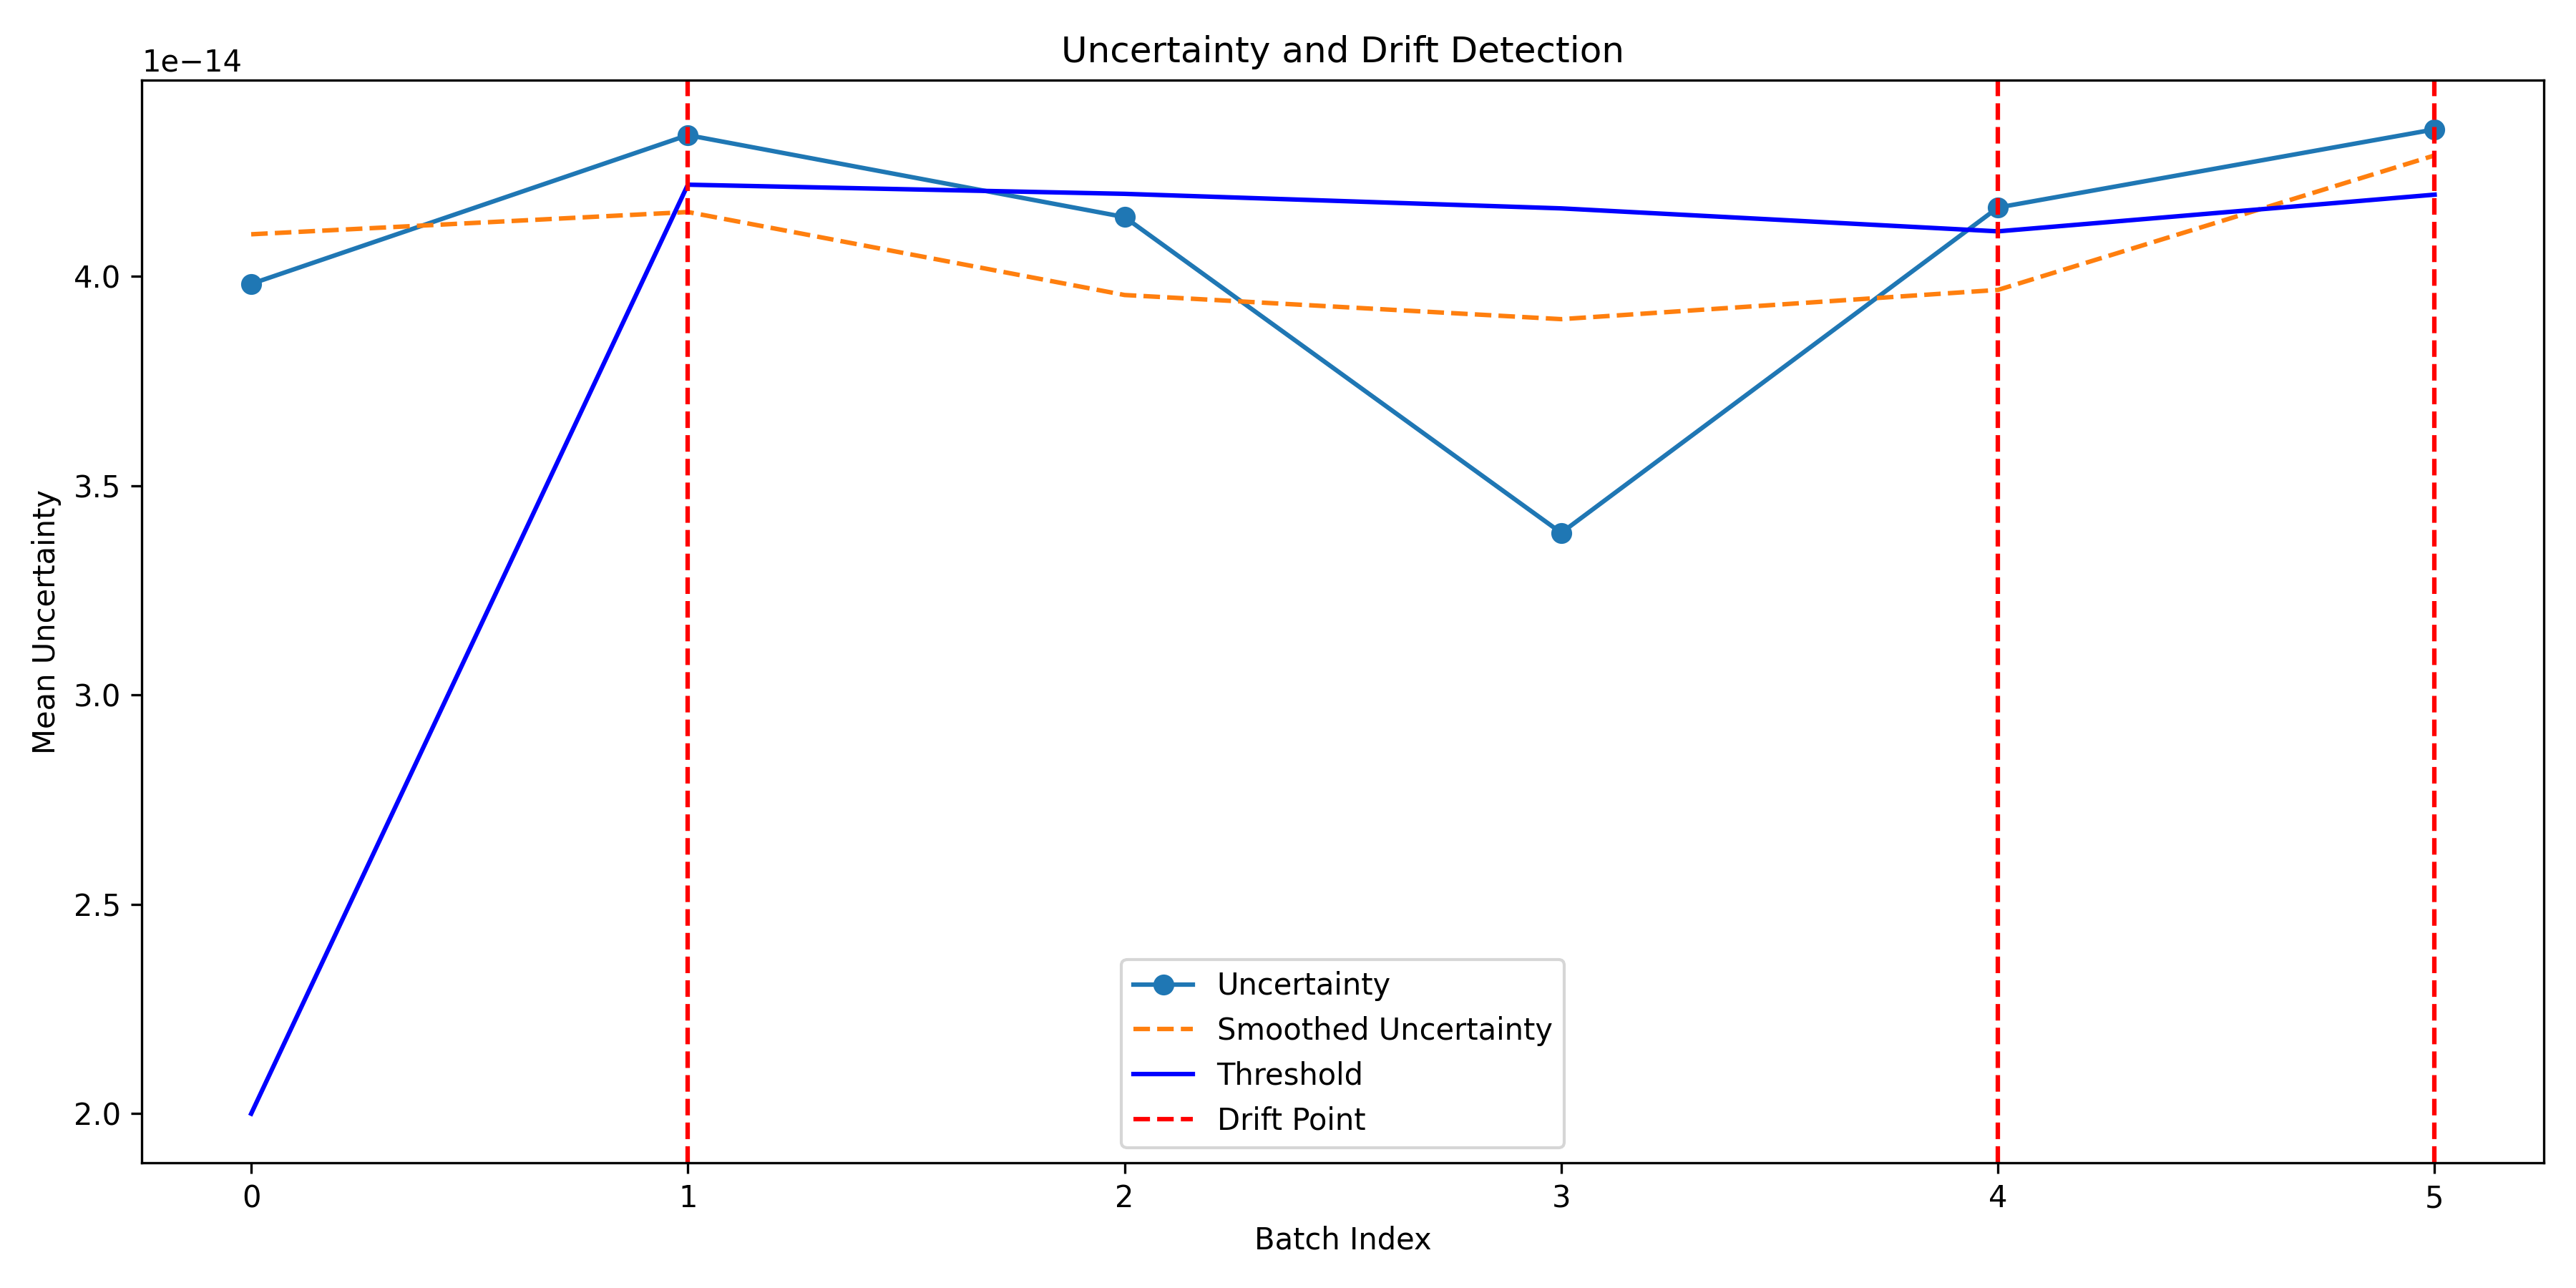 Uncertainty and Drift Detection
1e−14
4.0
3.5
3.0
2.5
2.0
Mean Uncertainty
Uncertainty
Smoothed Uncertainty
Threshold
Drift Point
0 1 2 3 4 5
Batch Index